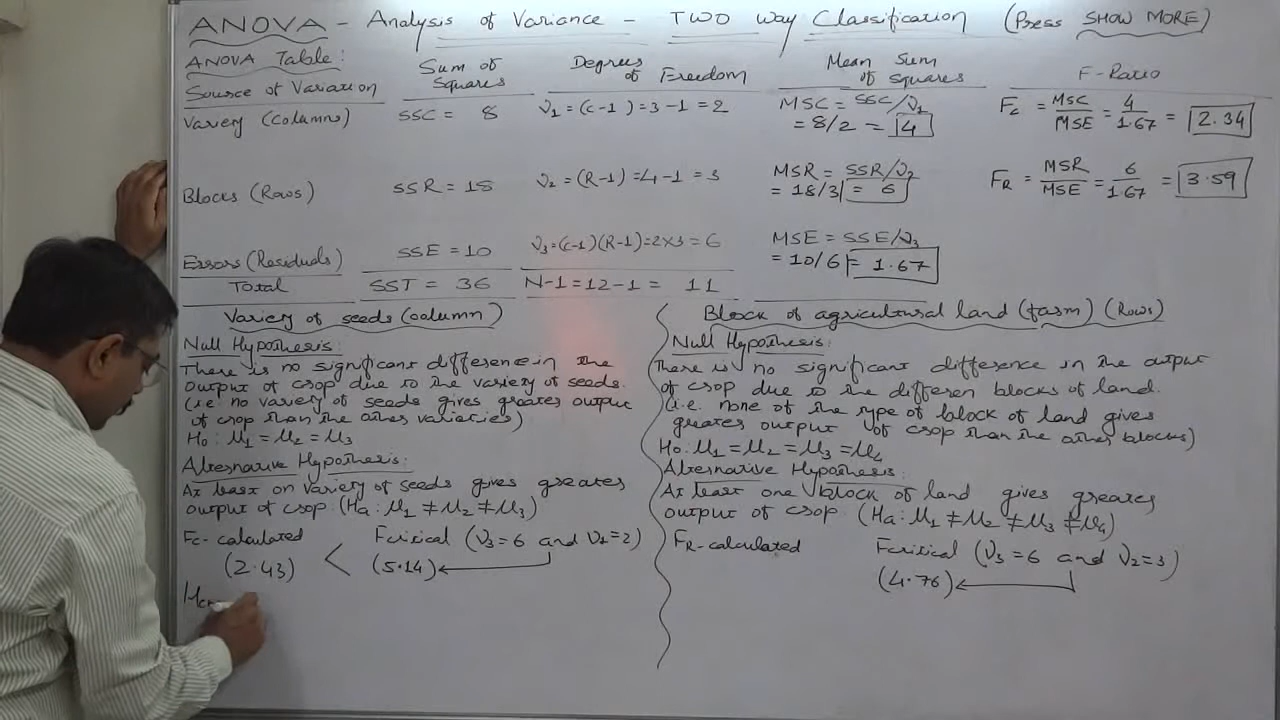 ANOVA - Analysis of Variance - TWO Way Classification (Press SHOW MORE)
ANOVA Table:
Source of Variation
Sum of Squares
Degrees of Freedom
Mean Sum of Squares
F-Ratio
Variety (Columns)
SSC = 8
ν₁ = (c-1) = 3-1 = 2
MSC = SSC/ν₁
= 8/2 = 4
F_C = MSC/MSE = 4/1.67 = 2.34
Blocks (Rows)
SSR = 18
ν₂ = (R-1) = 4-1 = 3
MSR = SSR/ν₂
= 18/3 = 6
F_R = MSR/MSE = 6/1.67 = 3.59
Errors (Residuals)
SSE = 10
ν₃ = (c-1)(R-1) = 2x3 = 6
MSE = SSE/ν₃
= 10/6 = 1.67
Total
SST = 36
N-1 = 12-1 = 11
Variety of seeds (column)
Null Hypothesis:
There is no significant difference in the
output of crop due to the variety of seeds.
(i.e no variety of seeds gives greater output
of crop than the other varieties)
H₀: μ₁ = μ₂ = μ₃
Alternative Hypothesis:
At least on variety of seeds gives greater
output of crop (Ha: μ₁ ≠ μ₂ ≠ μ₃)
Fc-calculated
(2.43)
<
Fcritical (ν₃=6 and ν₁=2)
(5.14)
Block of agricultural land (farm) (Rows)
Null Hypothesis:
There is no significant difference in the output
of crop due to the differen blocks of land.
(i.e. none of the type of block of land gives
greater output of crop than the other blocks)
H₀: μ₁ = μ₂ = μ₃ = μ₄
Alternative Hypothesis:
At least one block of land gives greater
output of crop (Ha: μ₁ ≠ μ₂ ≠ μ₃ ≠ μ₄)
FR-calculated
Fcritical (ν₃=6 and ν₂=3)
(4.76)